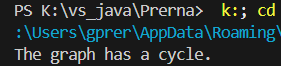 PS K:\vs_java\Prerna>  k:; cd
:\Users\gprer\AppData\Roaming\
The graph has a cycle.